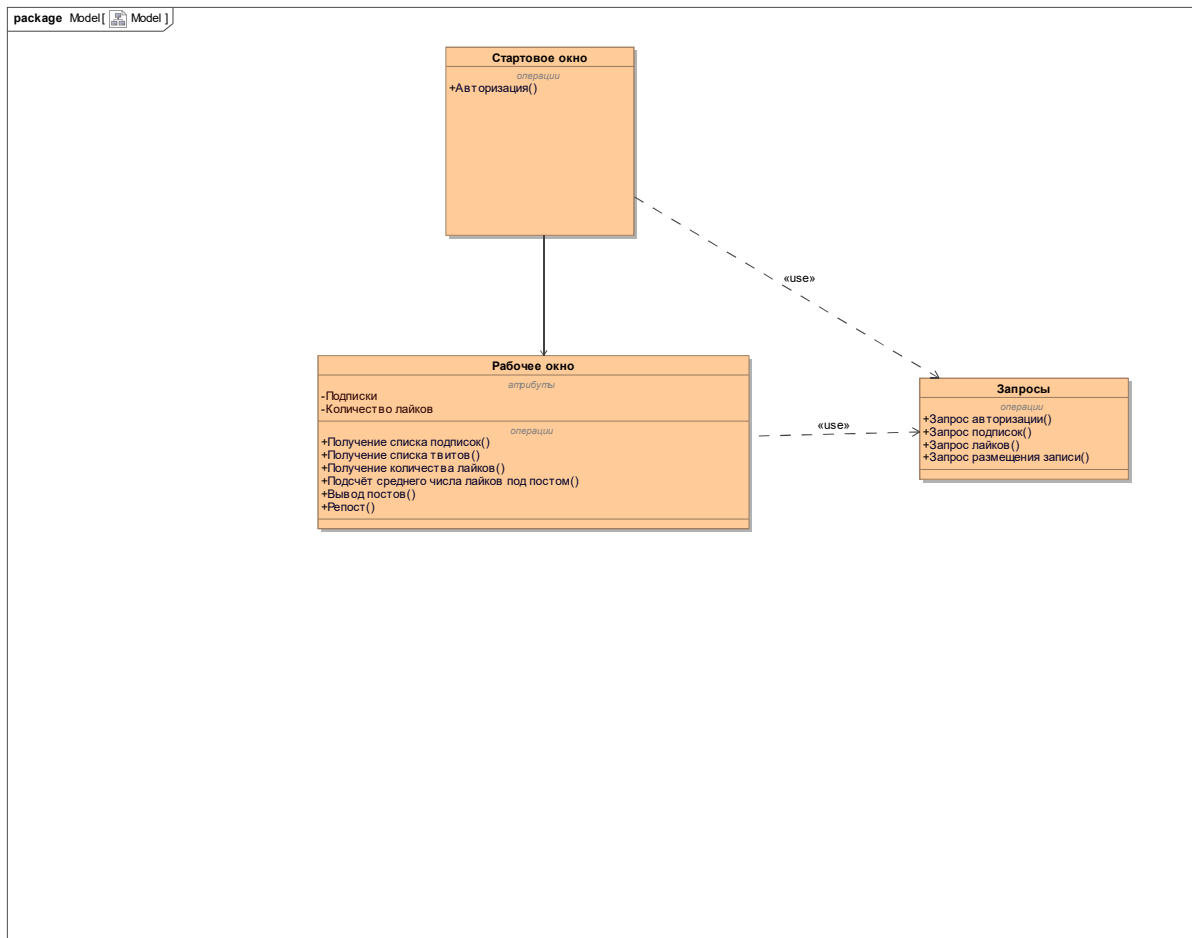 package Model[ Model ]
Стартовое окно
операции
+Авторизация()
«use»
Рабочее окно
атрибуты
-Подписки
-Количество лайков
операции
+Получение списка подписок()
+Получение списка твитов()
+Получение количества лайков()
+Подсчёт среднего числа лайков под постом()
+Вывод постов()
+Репост()
«use»
Запросы
операции
+Запрос авторизации()
+Запрос подписок()
+Запрос лайков()
+Запрос размещения записи()